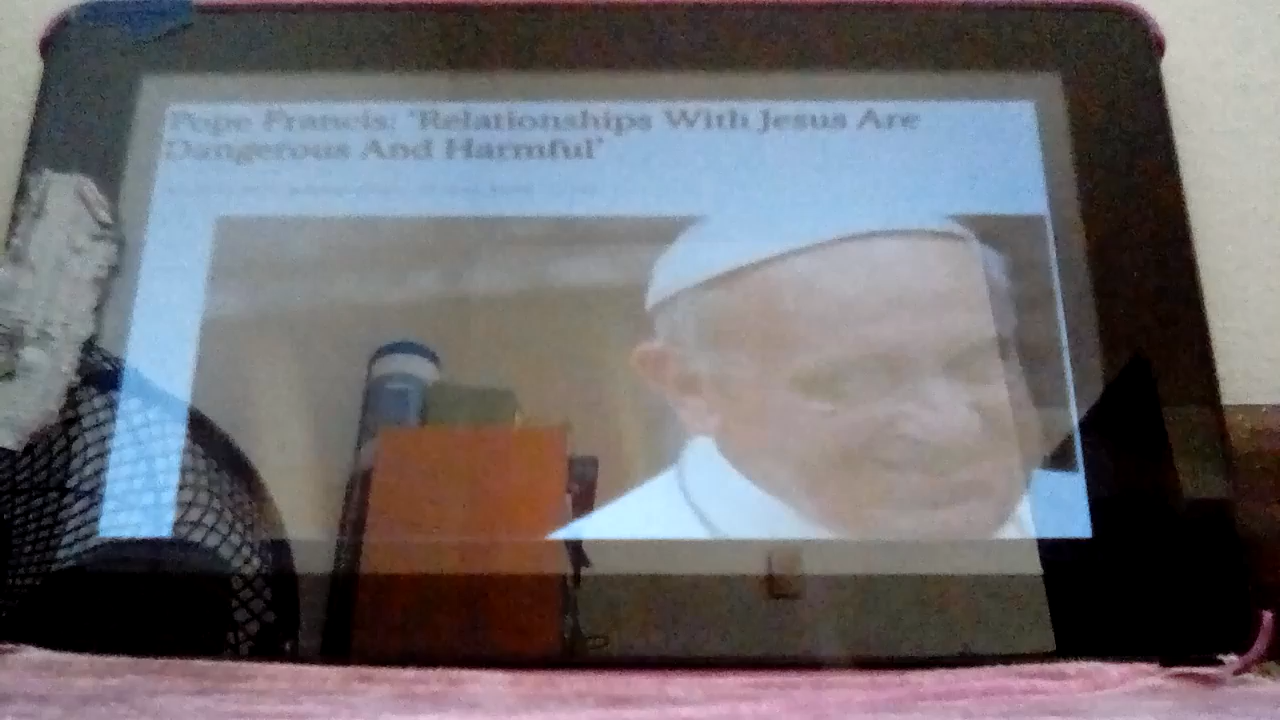 Pope Francis: 'Relationships With Jesus Are
Dangerous And Harmful'